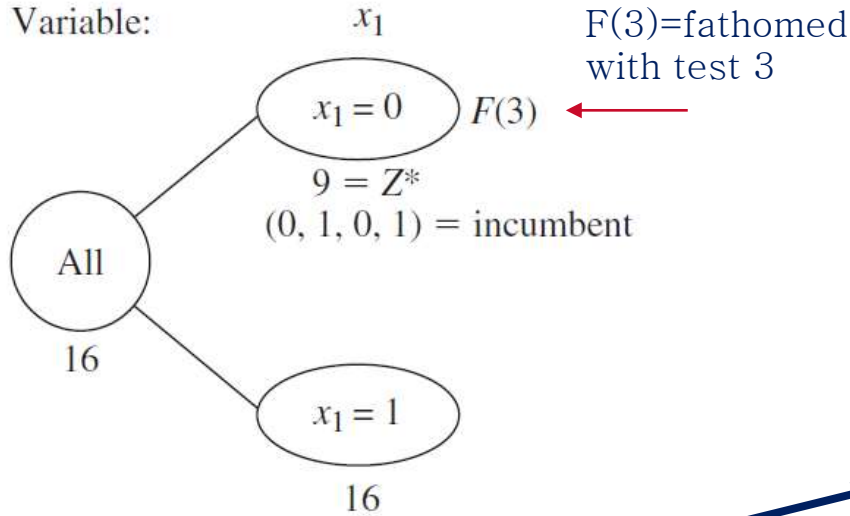 Variable: x₁
F(3)=fathomed
with test 3
x₁ = 0
F(3)
9 = Z*
(0, 1, 0, 1) = incumbent
All
16
x₁ = 1
16